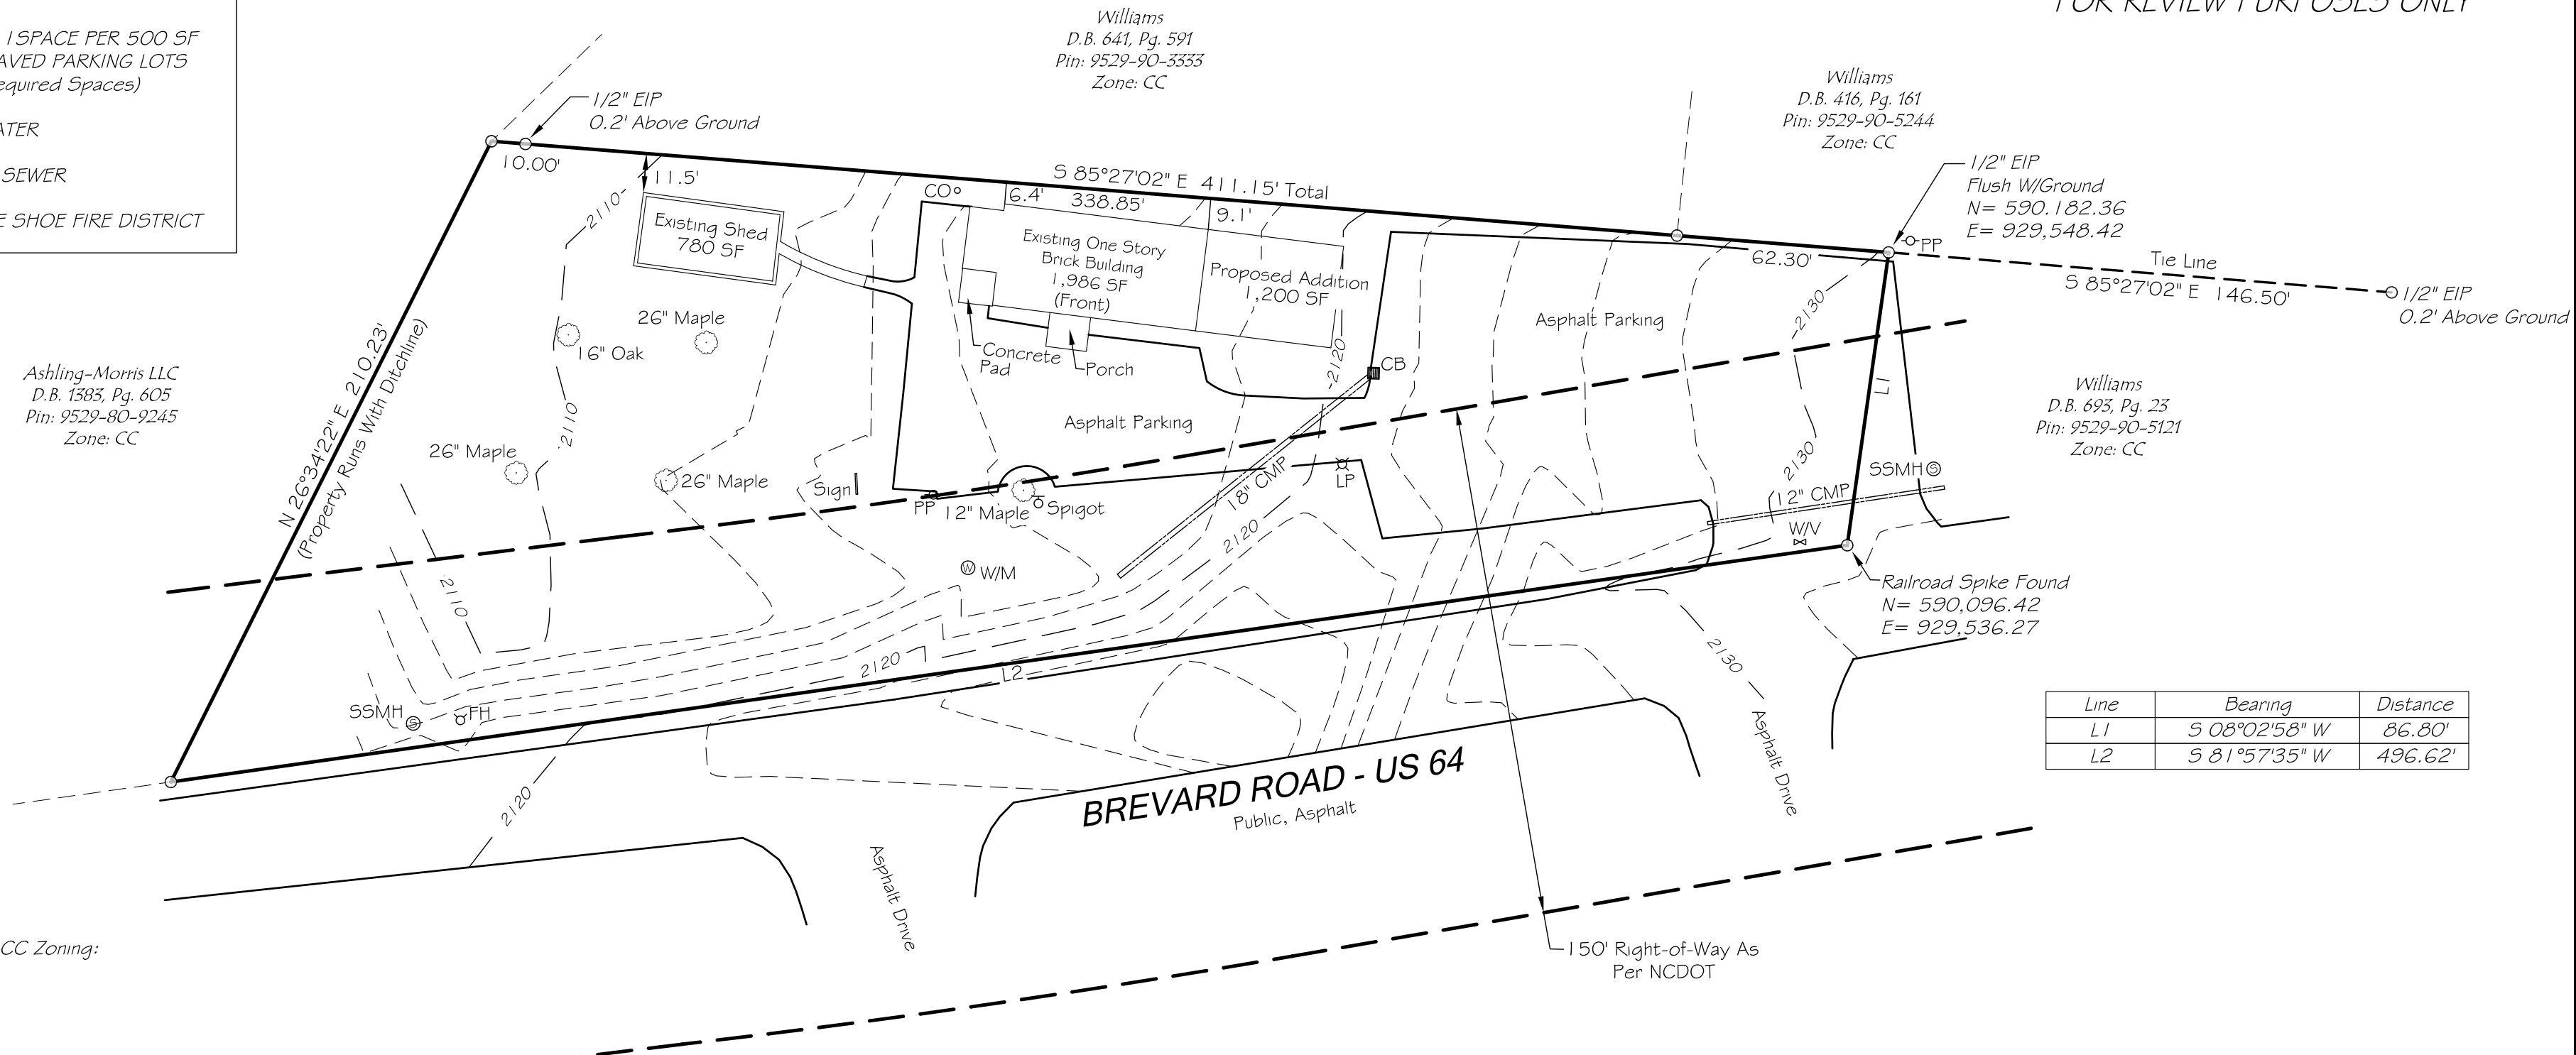 1 SPACE PER 500 SF
AVED PARKING LOTS
equired Spaces)
ATER
SEWER
E SHOE FIRE DISTRICT
Williams
D.B. 641, Pg. 591
Pin: 9529-90-3333
Zone: CC
FOR REVIEW PURPOSES ONLY
Williams
D.B. 416, Pg. 161
Pin: 9529-90-5244
Zone: CC
1/2" EIP
0.2' Above Ground
10.00'
11.5'
2110
S 85°27'02" E 411.15' Total
CO
6.4'
338.85'
9.1'
1/2" EIP
Flush W/Ground
N= 590.182.36
E= 929,548.42
PP
Existing Shed
780 SF
Existing One Story
Brick Building
1,986 SF
(Front)
Proposed Addition
1,200 SF
62.30'
Tie Line
S 85°27'02" E 146.50'
1/2" EIP
0.2' Above Ground
26" Maple
16" Oak
Concrete
Pad
Porch
2120
CB
Asphalt Parking
2130
L1
Ashling-Morris LLC
D.B. 1383, Pg. 605
Pin: 9529-80-9245
Zone: CC
N 26°34'22" E 210.23'
(Property Runs With Ditchline)
2110
Asphalt Parking
Williams
D.B. 693, Pg. 23
Pin: 9529-90-5121
Zone: CC
26" Maple
26" Maple
Sign
PP
12" Maple
Spigot
18" CMP
LP
2130
SSMH
S
12" CMP
W/V
2120
W
W/M
2110
Railroad Spike Found
N= 590,096.42
E= 929,536.27
2120
L2
2130
SSMH
S
FH
Asphalt Drive
Line Bearing Distance
L1 S 08°02'58" W 86.80'
L2 S 81°57'35" W 496.62'
2120
BREVARD ROAD - US 64
Public, Asphalt
Asphalt Drive
CC Zoning:
150' Right-of-Way As
Per NCDOT